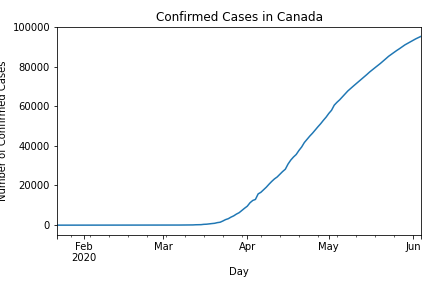 Confirmed Cases in Canada
Number of Confirmed Cases
100000
80000
60000
40000
20000
0
Feb
2020
Mar
Apr
May
Jun
Day